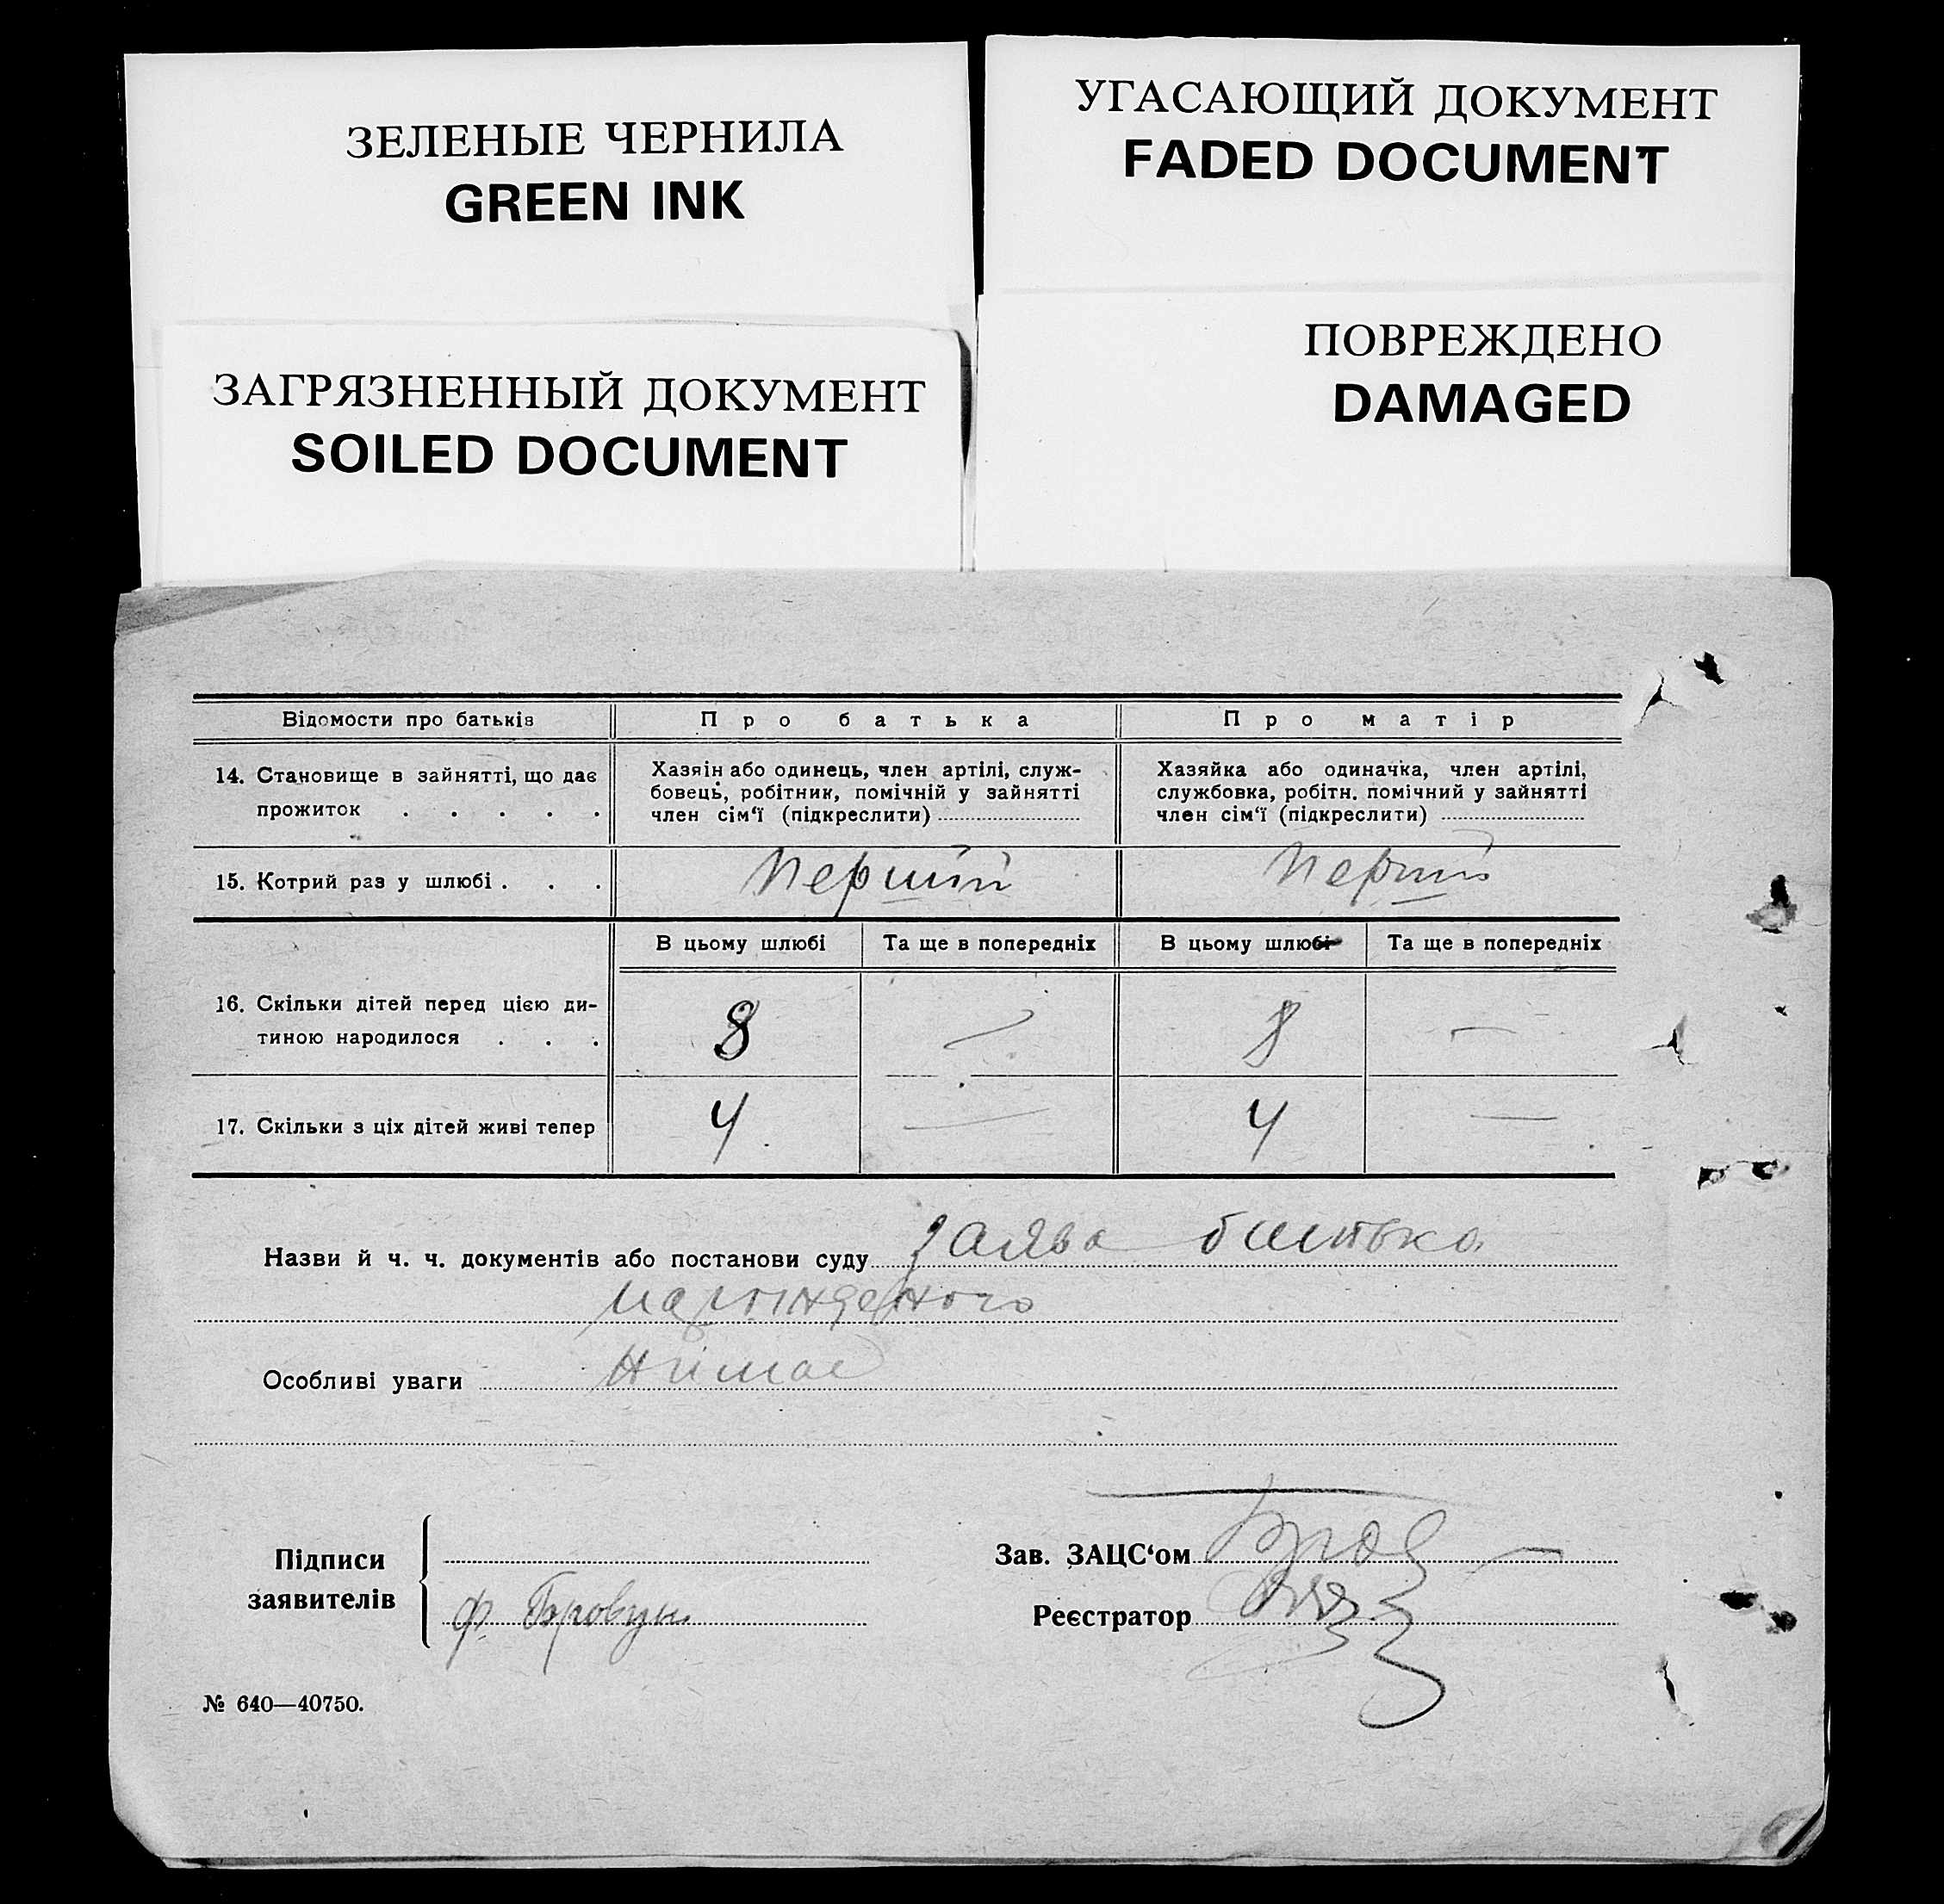 ЗЕЛЕНЫЕ ЧЕРНИЛА
GREEN INK
УГАСАЮЩИЙ ДОКУМЕНТ
FADED DOCUMENT
ЗАГРЯЗНЕННЫЙ ДОКУМЕНТ
SOILED DOCUMENT
ПОВРЕЖДЕНО
DAMAGED
Відомости про батьків Про батька Про матір
14. Становище в зайнятті, що дає
прожиток . . . . .
Хазяїн або одинець, член артілі, служ-
бовець, робітник, помічній у зайнятті
член сім'ї (підкреслити)
Хазяйка або одиначка, член артілі,
службовка, робітн. помічний у зайнятті
член сім'ї (підкреслити)
15. Котрий раз у шлюбі . . . Перший Перший
В цьому шлюбі Та ще в попередніх В цьому шлюбі Та ще в попередніх
16. Скільки дітей перед цією ди-
тиною народилося . . . 8 — 8 —
17. Скільки з ціх дітей живі тепер 4 — 4 —
Назви й ч. ч. документів або постанови суду заява батька
Особливі уваги Німає
Підписи
заявителів
Ф. Бровун
Зав. ЗАЦС'ом
Реєстратор
№ 640—40750.